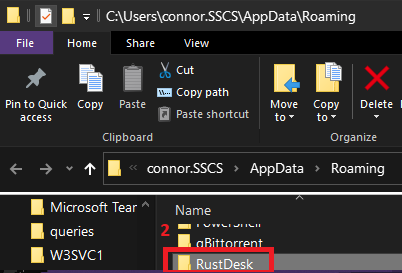 C:\Users\connor.SSCS\AppData\Roaming
File Home Share View
Pin to Quick access
Copy
Paste
Cut
Copy path
Paste shortcut
Move to
Copy to
Delete
Clipboard
Organize
connor.SSCS > AppData > Roaming
Microsoft Team
queries
W3SVC1
Name
PowerShell
2
qBittorrent
RustDesk